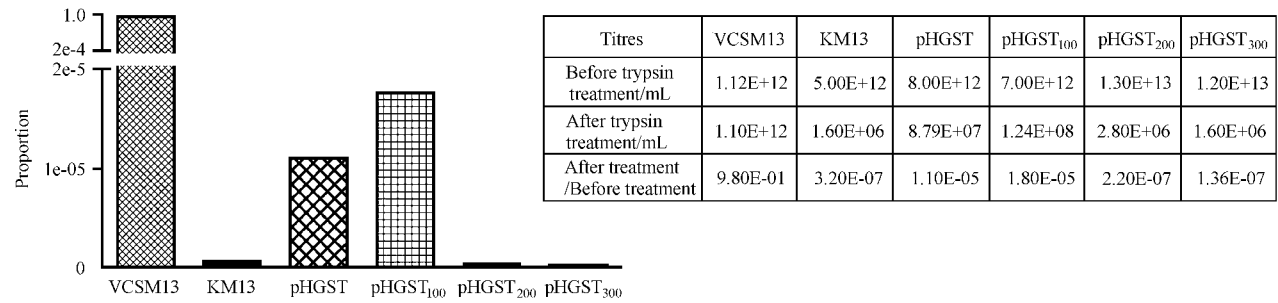 1.0
2e-4
2e-5
1e-05
0
Proportion
VCSM13 KM13 pHGST pHGST₁₀₀ pHGST₂₀₀ pHGST₃₀₀
Titres VCSM13 KM13 pHGST pHGST₁₀₀ pHGST₂₀₀ pHGST₃₀₀
Before trypsin
treatment/mL 1.12E+12 5.00E+12 8.00E+12 7.00E+12 1.30E+13 1.20E+13
After trypsin
treatment/mL 1.10E+12 1.60E+06 8.79E+07 1.24E+08 2.80E+06 1.60E+06
After treatment
/Before treatment 9.80E-01 3.20E-07 1.10E-05 1.80E-05 2.20E-07 1.36E-07